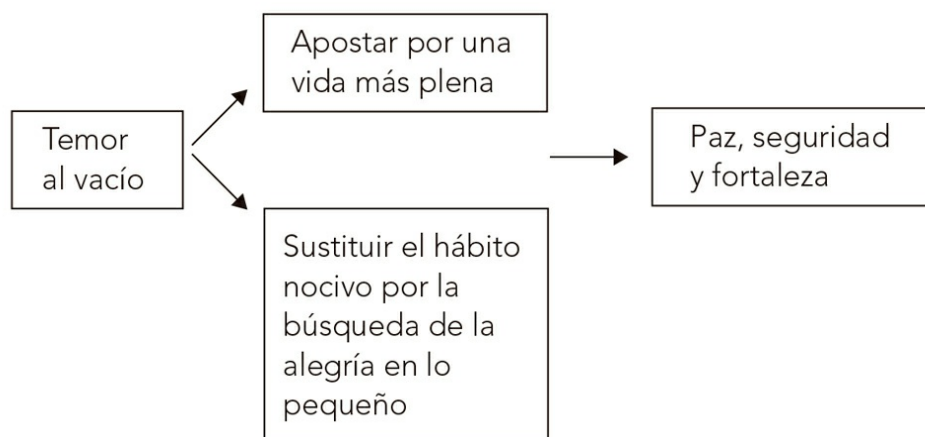 Temor
al vacío
Apostar por una
vida más plena
Sustituir el hábito
nocivo por la
búsqueda de la
alegría en lo
pequeño
Paz, seguridad
y fortaleza